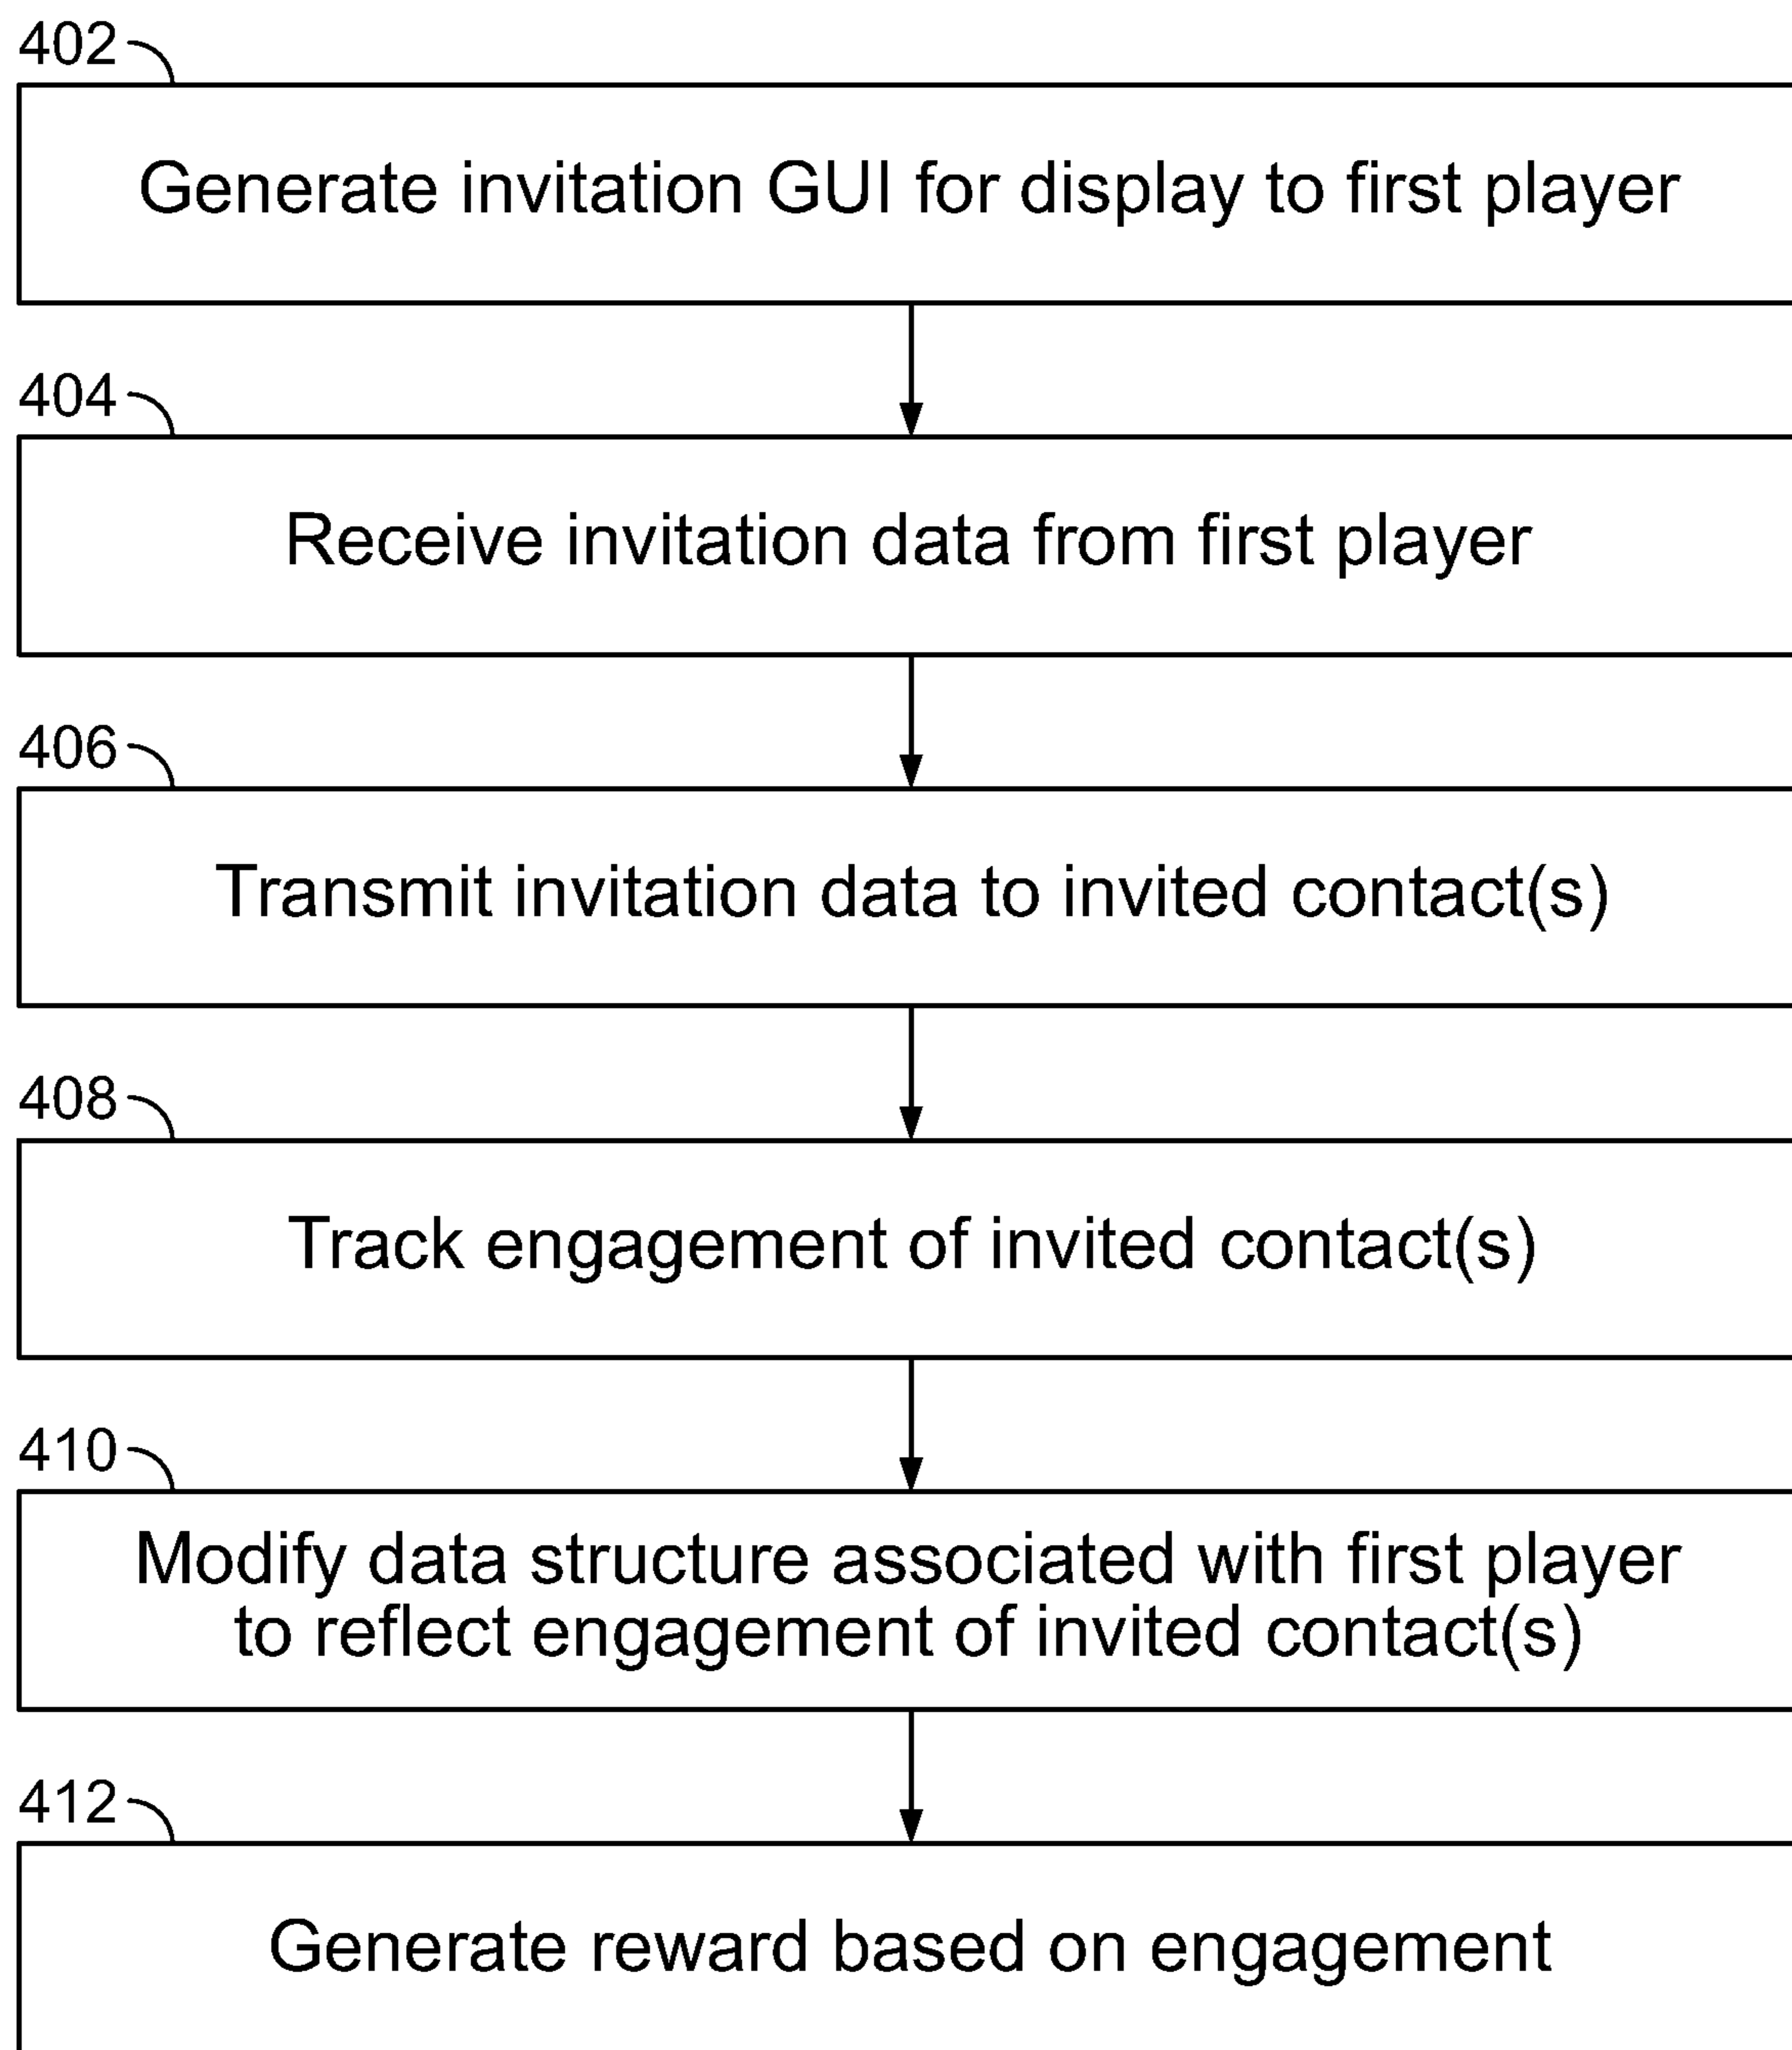 402
Generate invitation GUI for display to first player
404
Receive invitation data from first player
406
Transmit invitation data to invited contact(s)
408
Track engagement of invited contact(s)
410
Modify data structure associated with first player
to reflect engagement of invited contact(s)
412
Generate reward based on engagement